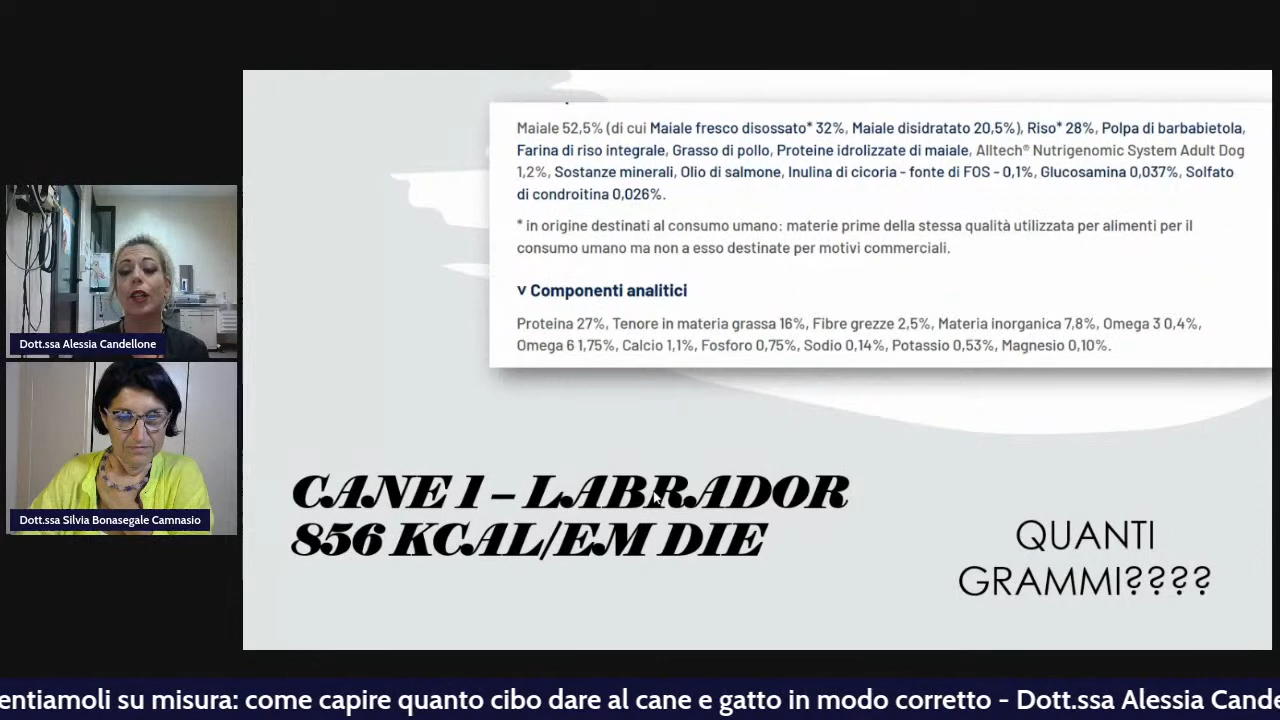 Maiale 52,5% (di cui Maiale fresco disossato* 32%, Maiale disidratato 20,5%), Riso* 28%, Polpa di barbabietola,
Farina di riso integrale, Grasso di pollo, Proteine idrolizzate di maiale, Alltech® Nutrigenomic System Adult Dog
1,2%, Sostanze minerali, Olio di salmone, Inulina di cicoria - fonte di FOS - 0,1%, Glucosamina 0,037%, Solfato
di condroitina 0,026%.
* in origine destinati al consumo umano: materie prime della stessa qualità utilizzata per alimenti per il
consumo umano ma non a esso destinate per motivi commerciali.
v Componenti analitici
Proteina 27%, Tenore in materia grassa 16%, Fibre grezze 2,5%, Materia inorganica 7,8%, Omega 3 0,4%,
Omega 6 1,75%, Calcio 1,1%, Fosforo 0,75%, Sodio 0,14%, Potassio 0,53%, Magnesio 0,10%.
Dott.ssa Alessia Candellone
Dott.ssa Silvia Bonasegale Camnasio
CANE 1 – LABRADOR
856 KCAL/EM DIE
QUANTI
GRAMMI????
entiamoli su misura: come capire quanto cibo dare al cane e gatto in modo corretto - Dott.ssa Alessia Cande